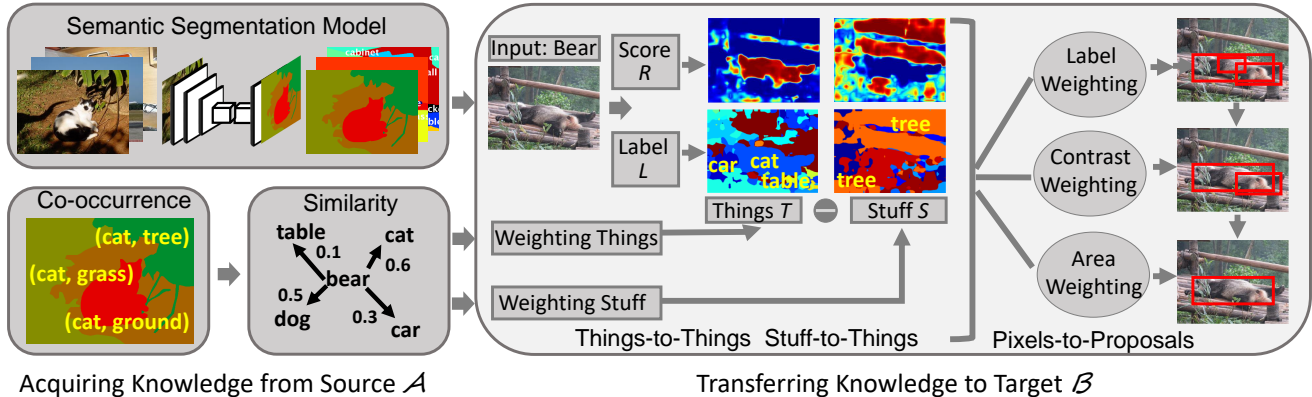 Semantic Segmentation Model
cabinet
Co-occurrence
(cat, tree)
(cat, grass)
(cat, ground)
Similarity
table
cat
0.1
0.6
bear
0.5
dog
0.3
car
Acquiring Knowledge from Source 𝒜
Input: Bear
Score
R
Label
L
car
cat
table
tree
tree
Things T
Stuff S
Weighting Things
Weighting Stuff
Things-to-Things Stuff-to-Things
Label
Weighting
Contrast
Weighting
Area
Weighting
Pixels-to-Proposals
Transferring Knowledge to Target ℬ